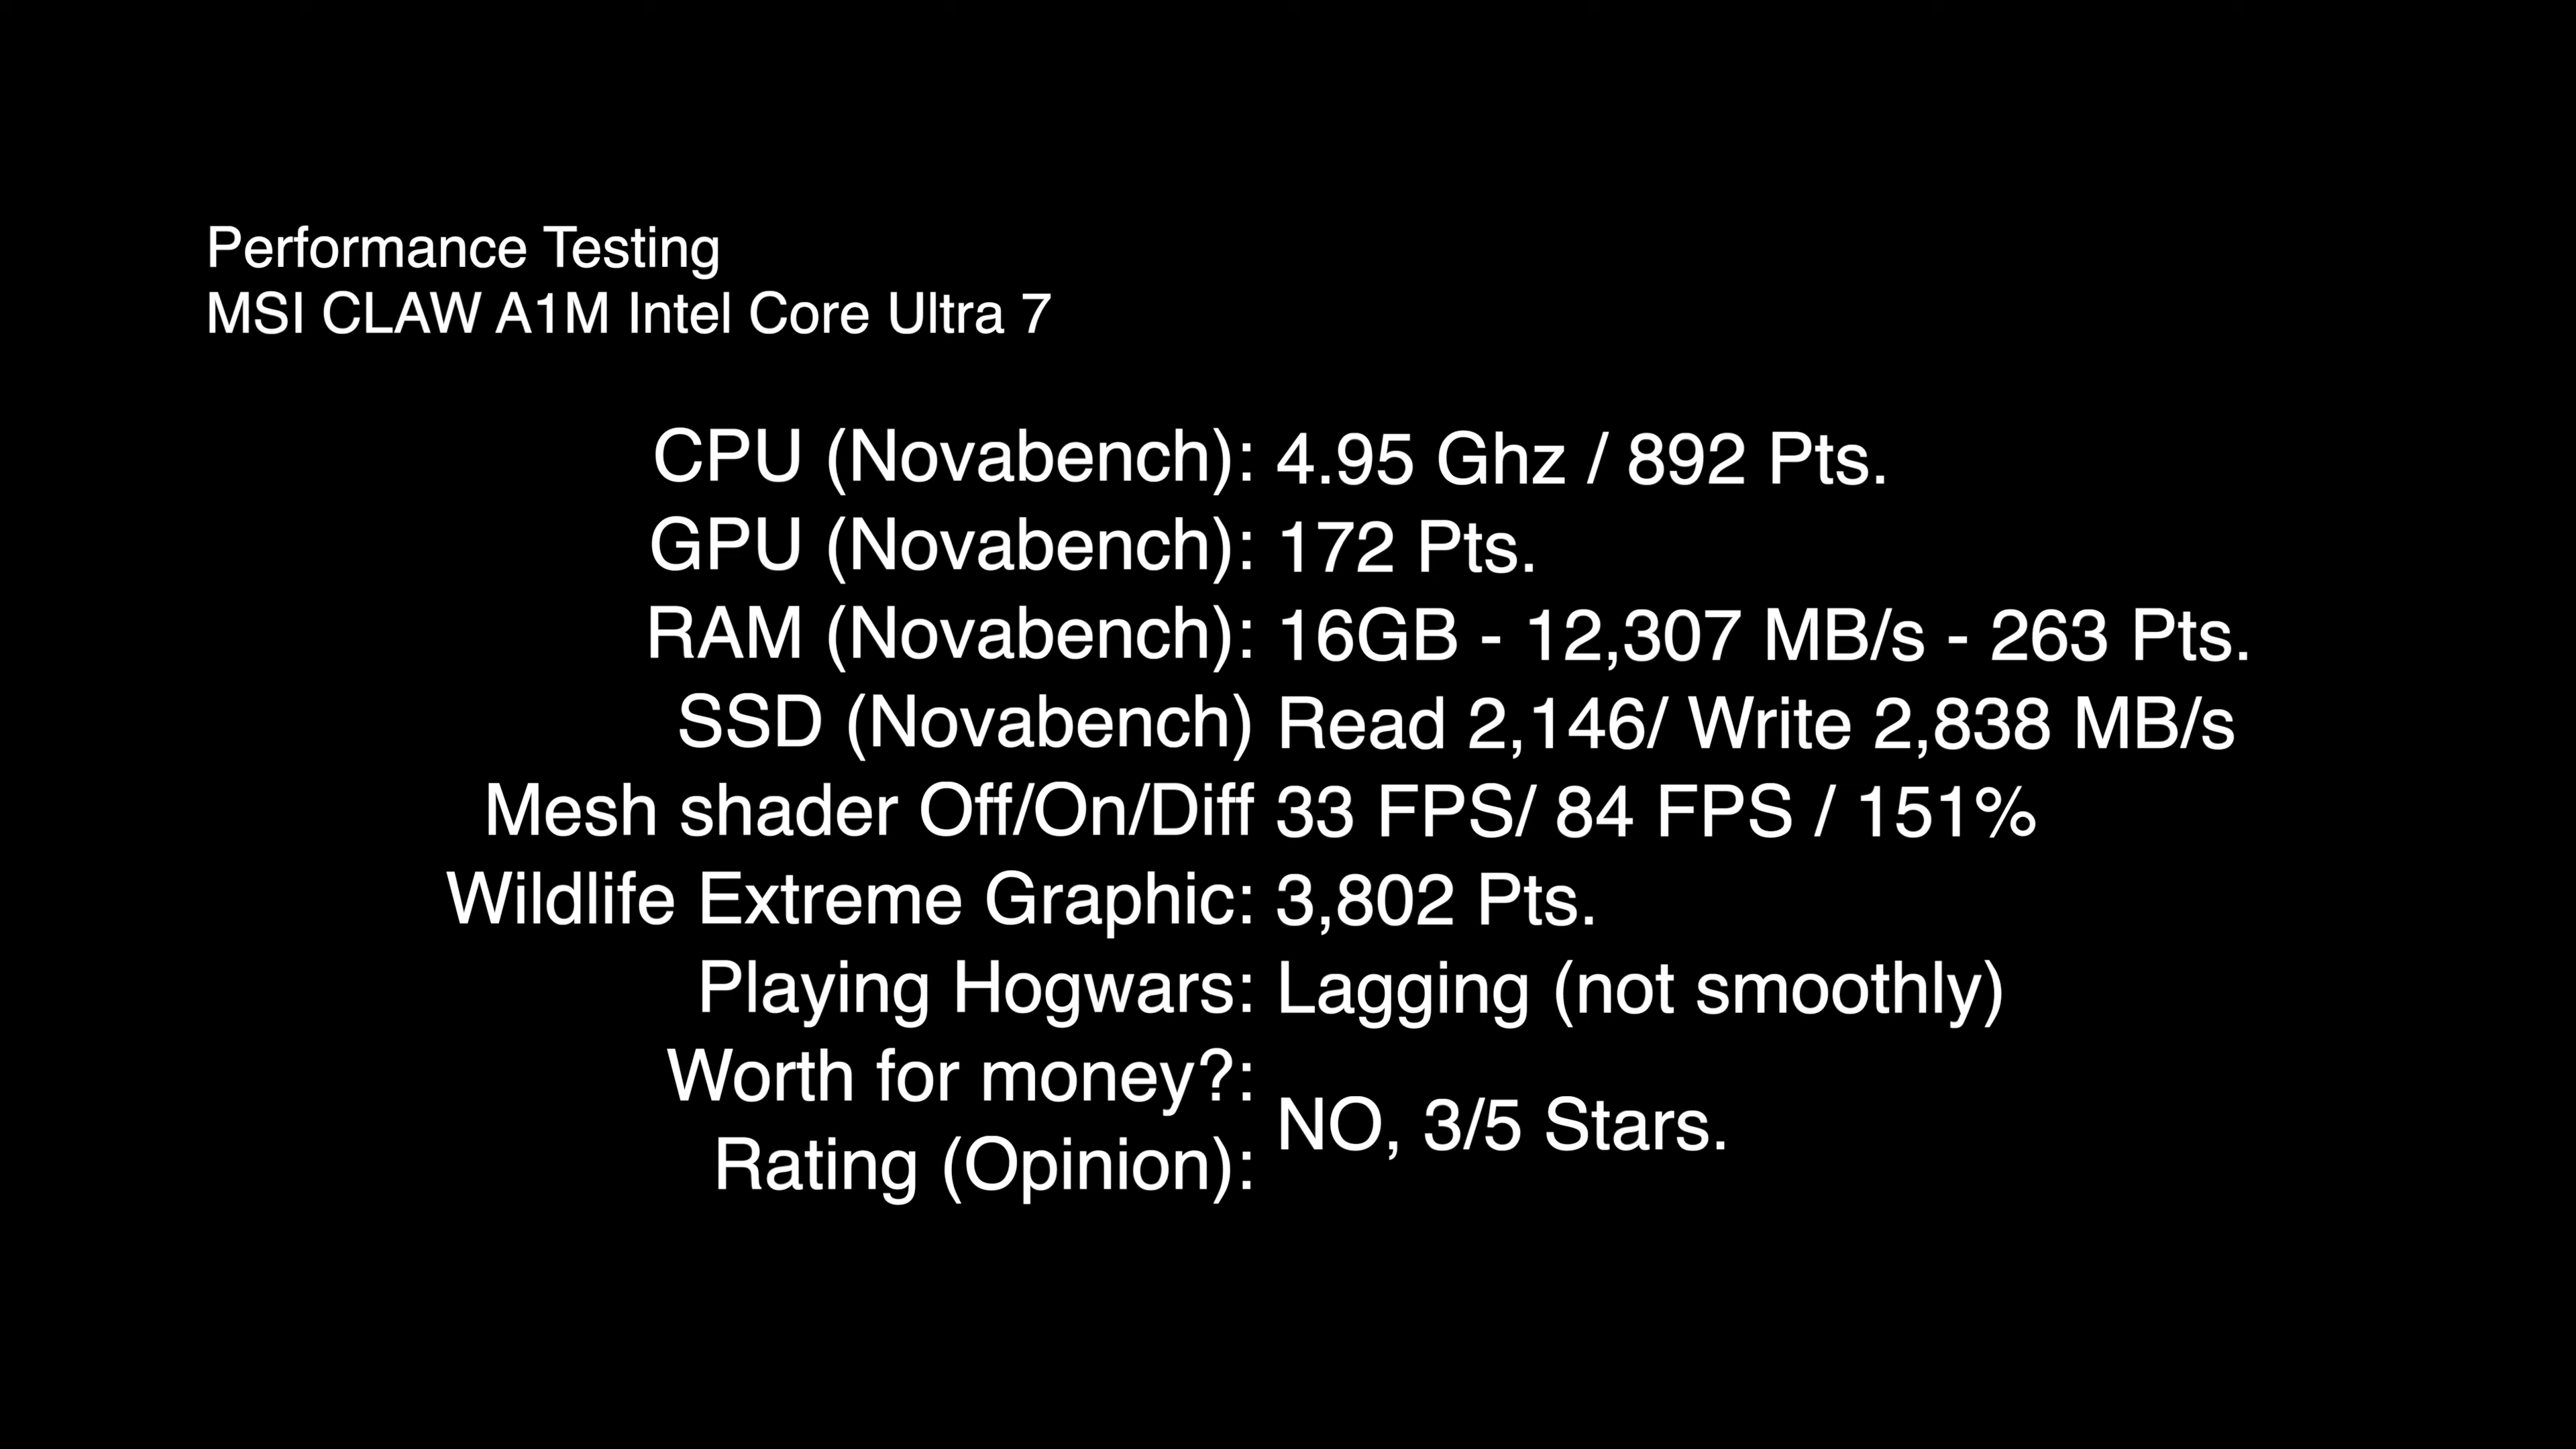 Performance Testing
MSI CLAW A1M Intel Core Ultra 7
CPU (Novabench): 4.95 Ghz / 892 Pts.
GPU (Novabench): 172 Pts.
RAM (Novabench): 16GB - 12,307 MB/s - 263 Pts.
SSD (Novabench) Read 2,146/ Write 2,838 MB/s
Mesh shader Off/On/Diff 33 FPS/ 84 FPS / 151%
Wildlife Extreme Graphic: 3,802 Pts.
Playing Hogwars: Lagging (not smoothly)
Worth for money?:
NO, 3/5 Stars.
Rating (Opinion):